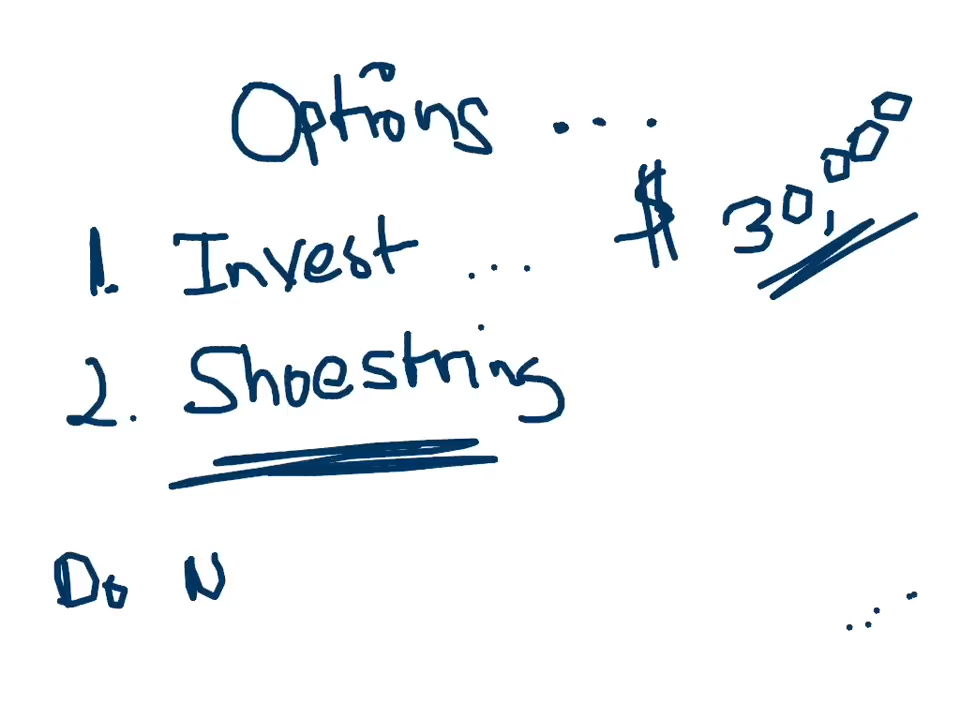 Options ...
1. Invest ... $30,000
2. Shoestring
Do N